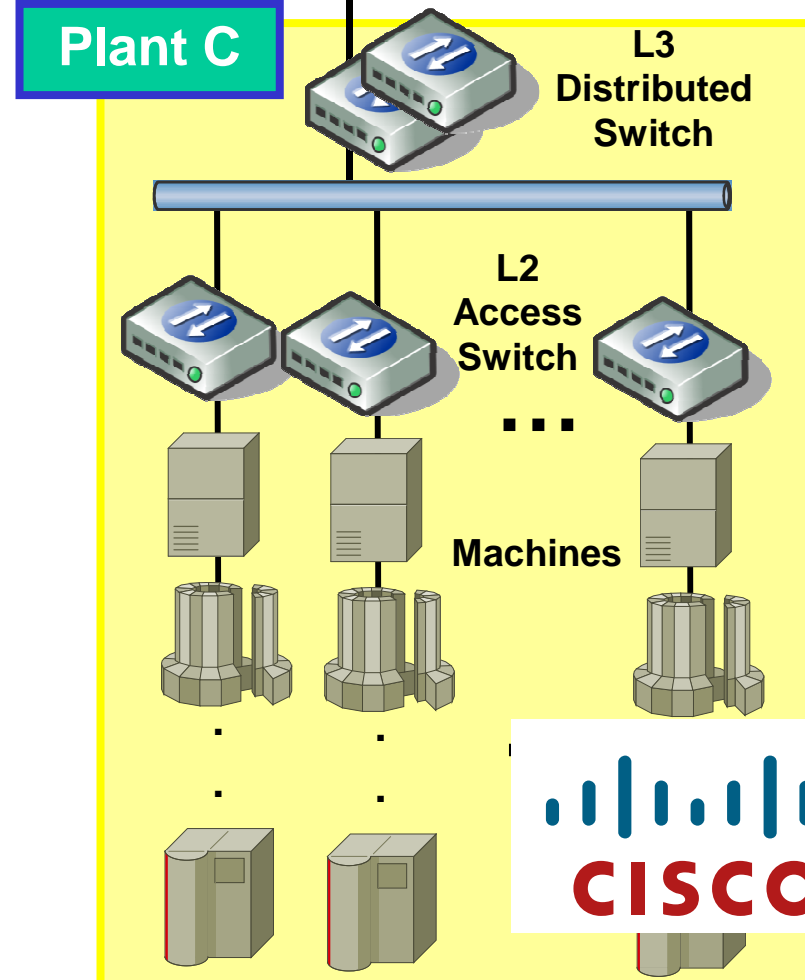 Plant C
L3
Distributed
Switch
L2
Access
Switch
...
Machines
CISCO